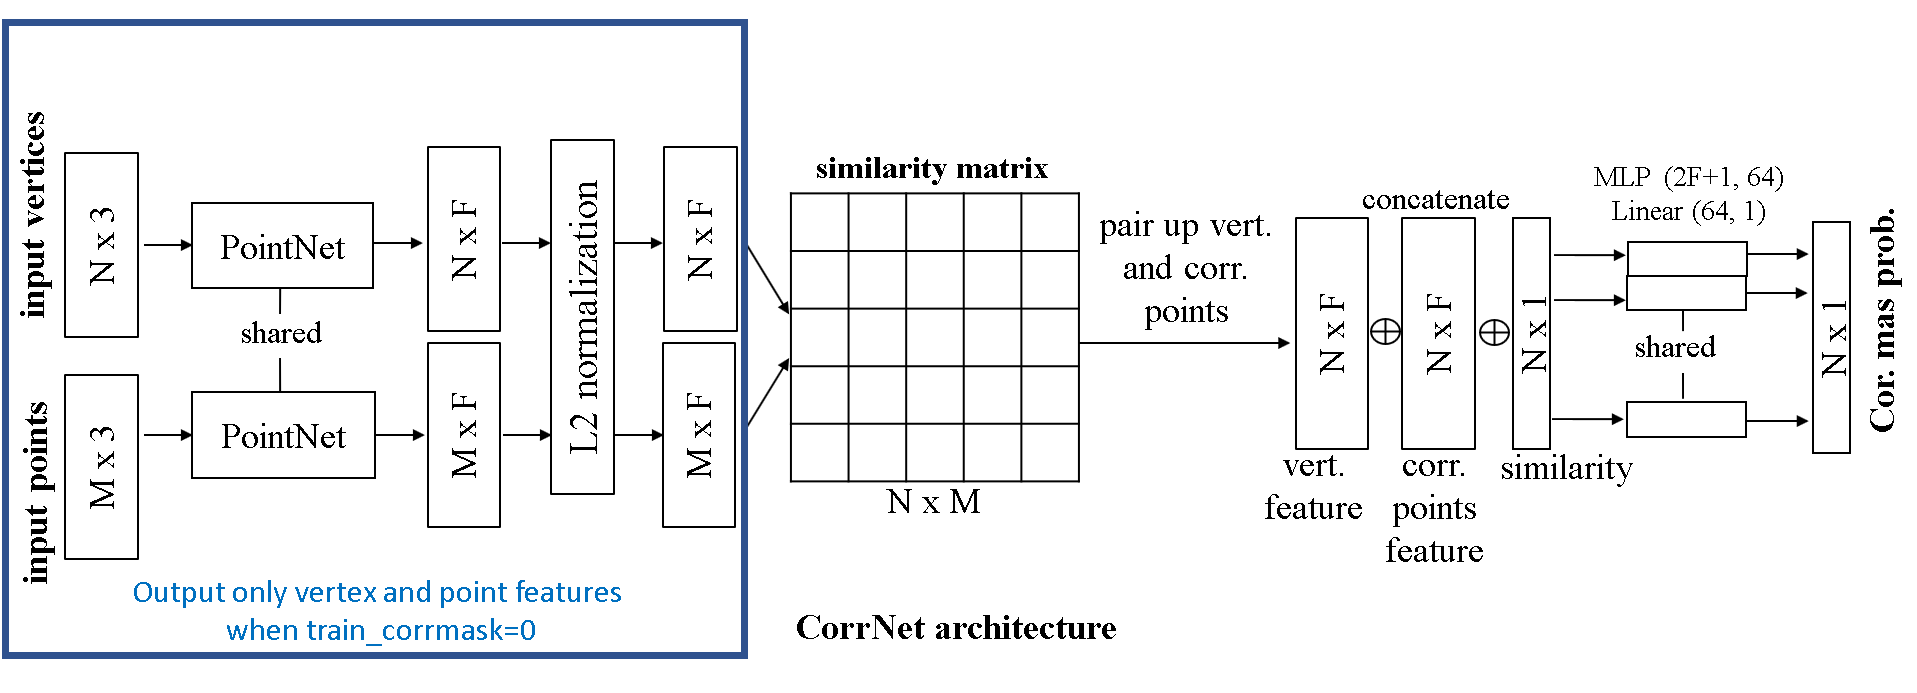 input vertices
N x 3
PointNet
N x F
L2 normalization
N x F
shared
input points
M x 3
PointNet
M x F
M x F
Output only vertex and point features
when train_corrmask=0
similarity matrix
N x M
CorrNet architecture
pair up vert.
and corr.
points
concatenate
N x F
N x F
N x 1
vert.
feature
corr.
points
feature
similarity
MLP (2F+1, 64)
Linear (64, 1)
shared
N x 1
Cor. mas prob.